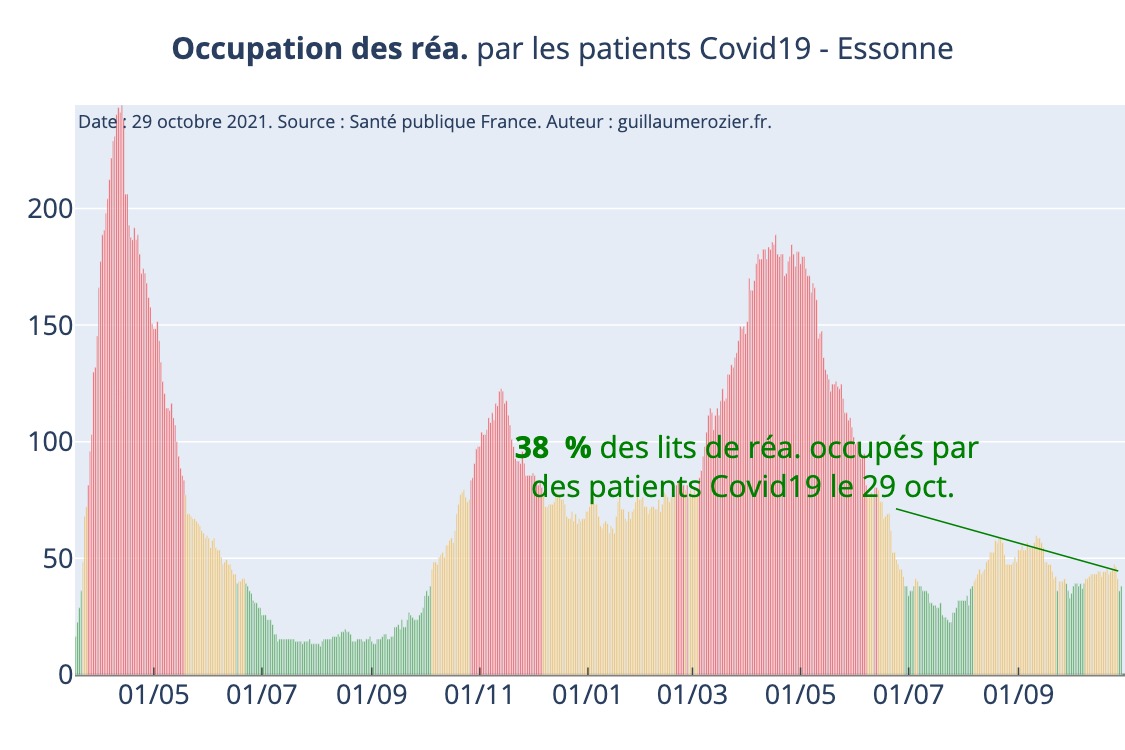 Occupation des réa. par les patients Covid19 - Essonne
Date : 29 octobre 2021. Source : Santé publique France. Auteur : guillaumerozier.fr.
200
150
100
50
0
38 % des lits de réa. occupés par
des patients Covid19 le 29 oct.
01/05 01/07 01/09 01/11 01/01 01/03 01/05 01/07 01/09